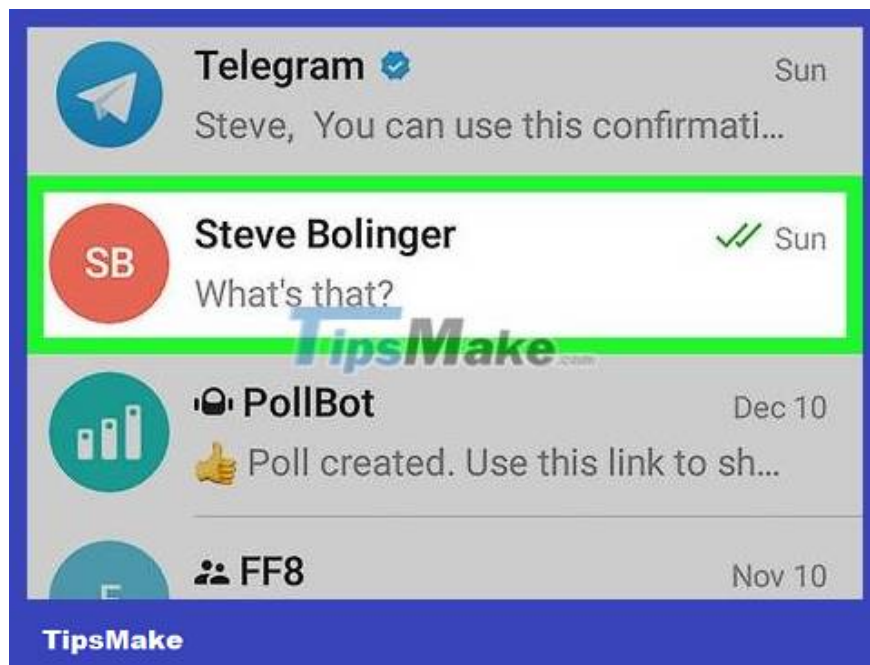 Telegram
Sun
Steve, You can use this confirmati...
Steve Bolinger
Sun
SB
What's that?
TipsMake.com
PollBot
Dec 10
👍 Poll created. Use this link to sh...
FF8
Nov 10
F
TipsMake